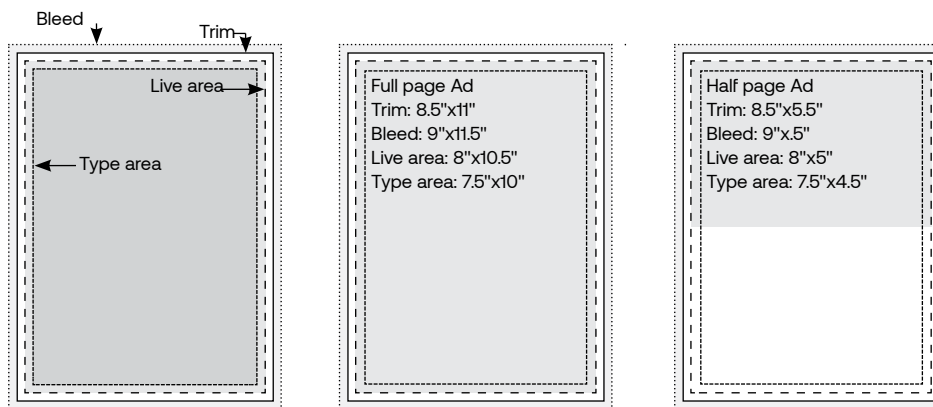 Bleed
Trim
Live area
Type area
Full page Ad
Trim: 8.5"x11"
Bleed: 9"x11.5"
Live area: 8"x10.5"
Type area: 7.5"x10"
Half page Ad
Trim: 8.5"x5.5"
Bleed: 9"x.5"
Live area: 8"x5"
Type area: 7.5"x4.5"